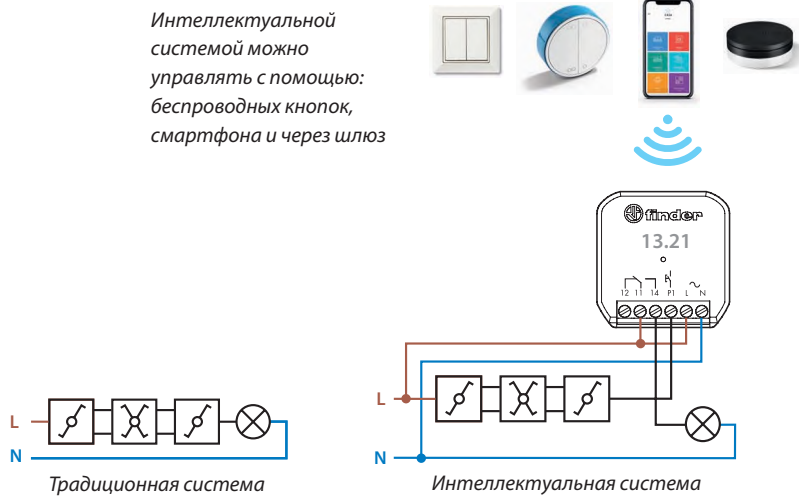 Интеллектуальной
системой можно
управлять с помощью:
беспроводных кнопок,
смартфона и через шлюз
finder
13.21
12 11 14 P1 L N
L
N
Традиционная система
L
N
Интеллектуальная система